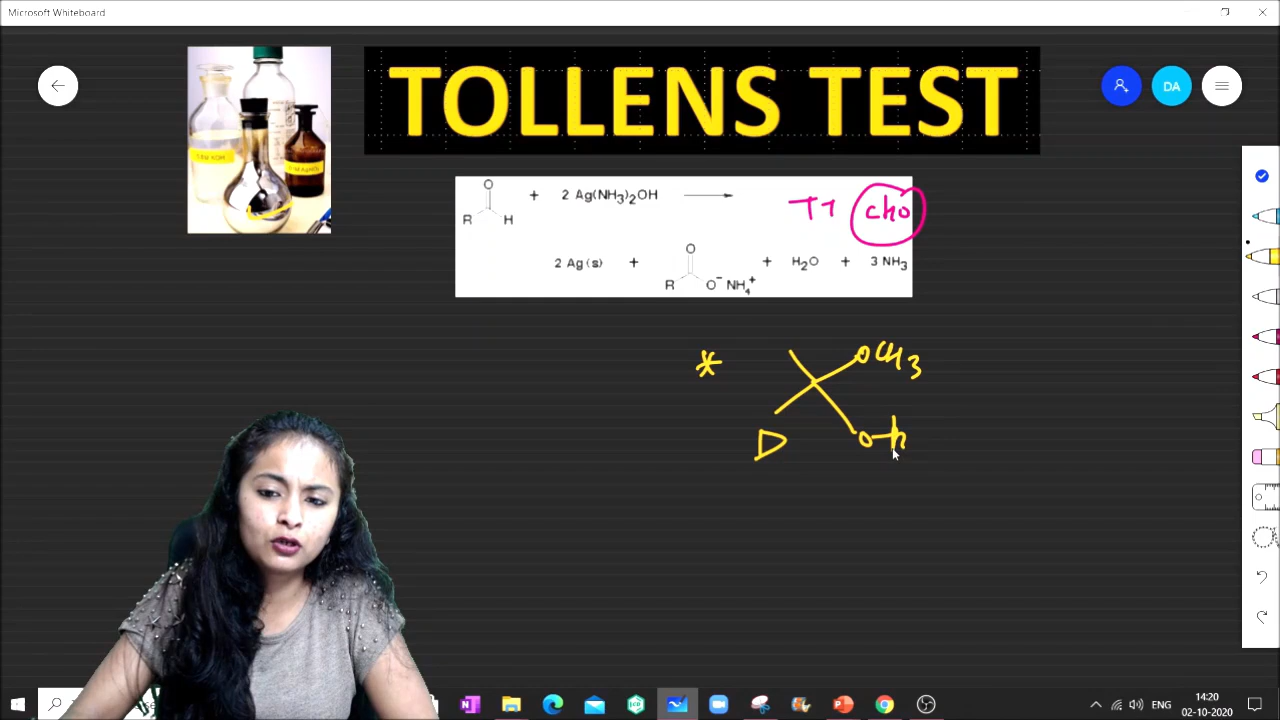 Microsoft Whiteboard
TOLLENS TEST
DA
O
R H + 2 Ag(NH3)2OH
TT cho
2 Ag(s) + R O O⁻ NH4⁺ + H2O + 3 NH3
* OCH3
D OH
14:20
ENG
02-10-2020